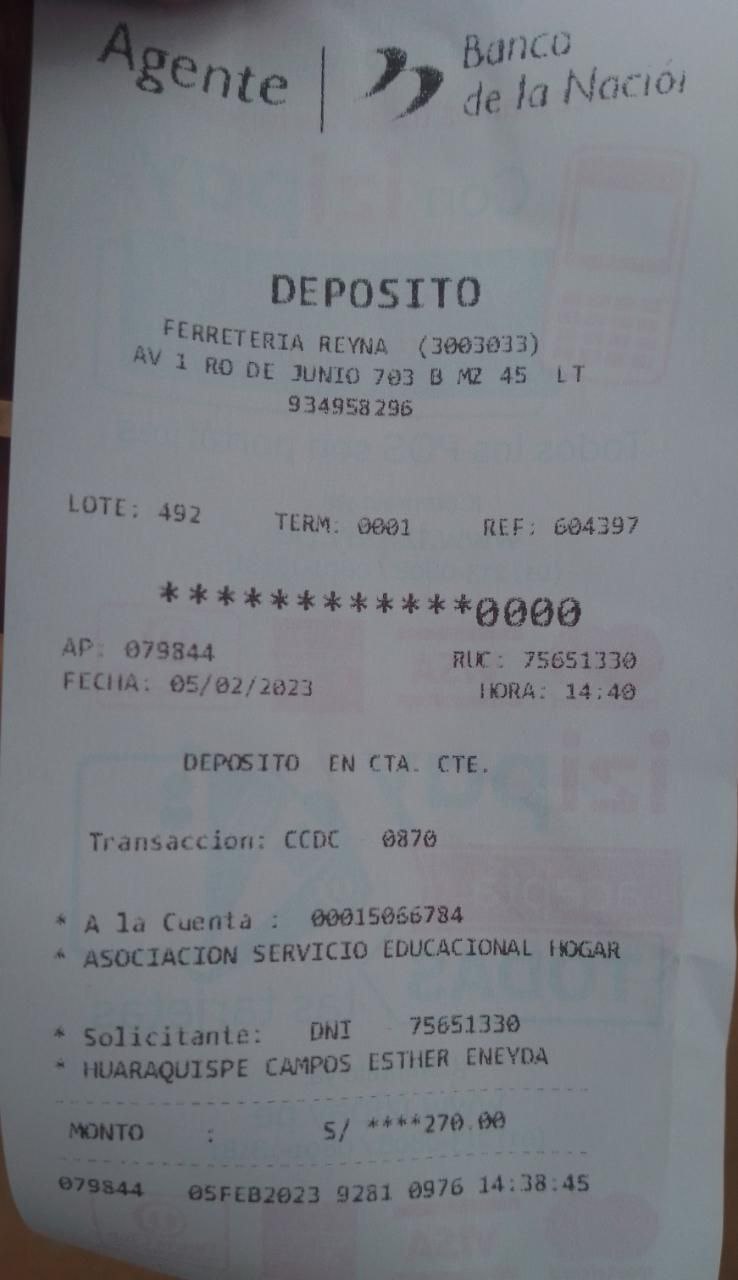 Agente | Banco
de la Nación
DEPOSITO
FERRETERIA REYNA (3003033)
AV 1 RO DE JUNIO 703 B MZ 45 LT
934958296
LOTE: 492 TERM: 0001 REF: 604397
************0000
AP: 079844 RUC: 75651330
FECHA: 05/02/2023 HORA: 14:40
DEPOSITO EN CTA. CTE.
Transaccion: CCDC 0870
* A la Cuenta : 00015066784
* ASOCIACION SERVICIO EDUCACIONAL HOGAR
* Solicitante: DNI 75651330
* HUARAQUISPE CAMPOS ESTHER ENEYDA
MONTO : S/ ****270.00
079844 05FEB2023 9281 0976 14:38:45